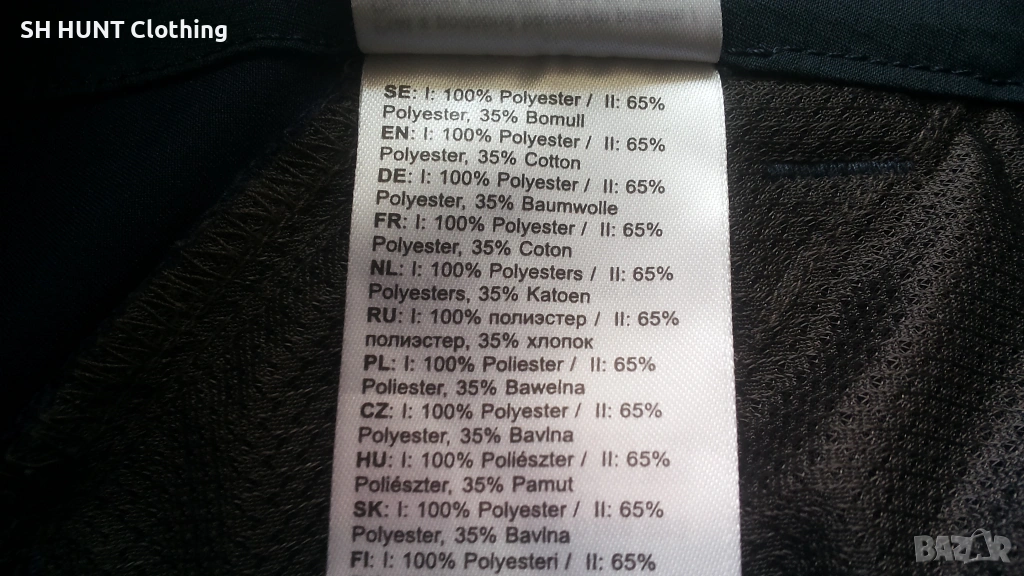 SH HUNT Clothing
SE: I: 100% Polyester / II: 65%
Polyester, 35% Bomull
EN: I: 100% Polyester / II: 65%
Polyester, 35% Cotton
DE: I: 100% Polyester / II: 65%
Polyester, 35% Baumwolle
FR: I: 100% Polyester / II: 65%
Polyester, 35% Coton
NL: I: 100% Polyesters / II: 65%
Polyesters, 35% Katoen
RU: I: 100% полиэстер / II: 65%
полиэстер, 35% хлопок
PL: I: 100% Poliester / II: 65%
Poliester, 35% Bawełna
CZ: I: 100% Polyester / II: 65%
Polyester, 35% Bavlna
HU: I: 100% Poliészter / II: 65%
Poliészter, 35% Pamut
SK: I: 100% Polyester / II: 65%
Polyester, 35% Bavlna
FI: I: 100% Polyesteri / II: 65%
BAZAR